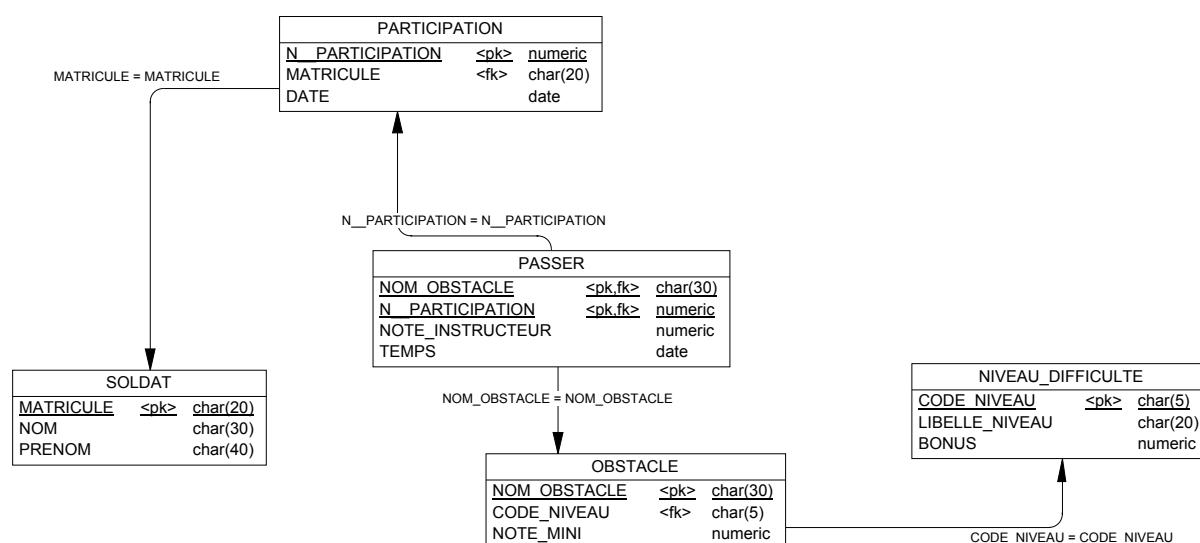 PARTICIPATION
N__PARTICIPATION <pk> numeric
MATRICULE <fk> char(20)
DATE date
MATRICULE = MATRICULE
N__PARTICIPATION = N__PARTICIPATION
PASSER
NOM_OBSTACLE <pk,fk> char(30)
N__PARTICIPATION <pk,fk> numeric
NOTE_INSTRUCTEUR numeric
TEMPS date
SOLDAT
MATRICULE <pk> char(20)
NOM char(30)
PRENOM char(40)
NOM_OBSTACLE = NOM_OBSTACLE
NIVEAU_DIFFICULTE
CODE_NIVEAU <pk> char(5)
LIBELLE_NIVEAU char(20)
BONUS numeric
OBSTACLE
NOM_OBSTACLE <pk> char(30)
CODE_NIVEAU <fk> char(5)
NOTE_MINI numeric
CODE_NIVEAU = CODE_NIVEAU